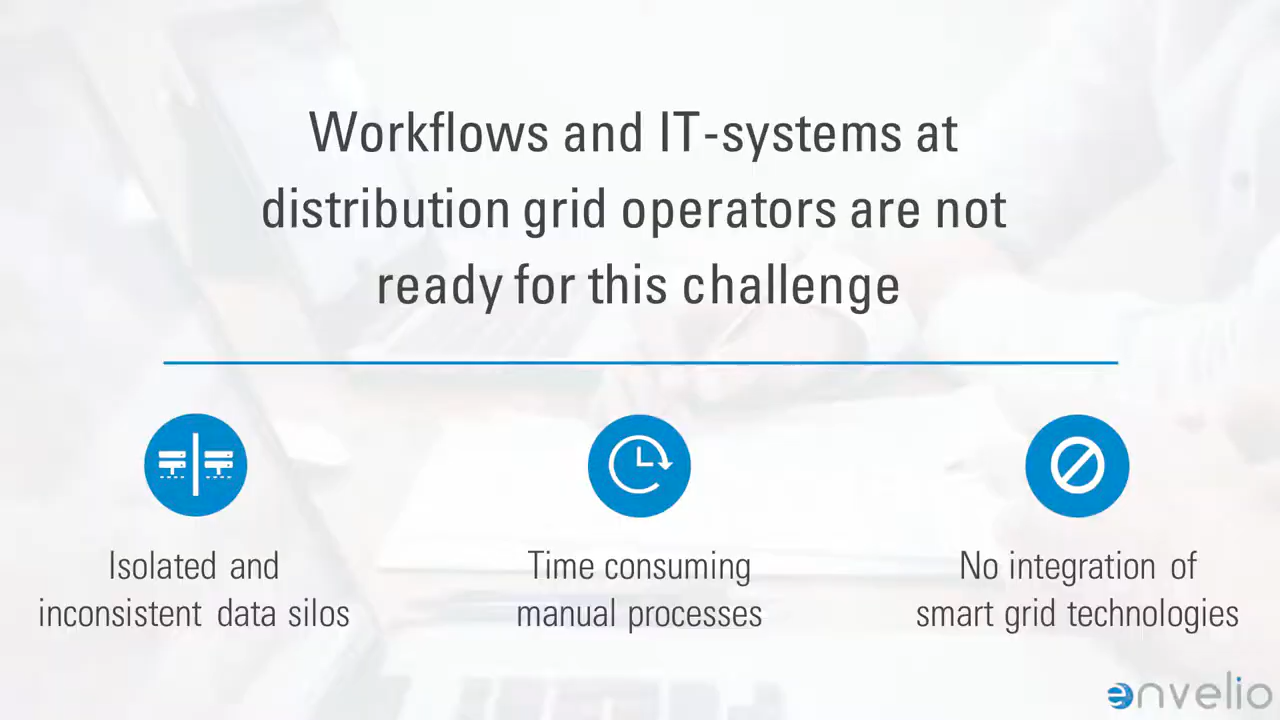 Workflows and IT-systems at
distribution grid operators are not
ready for this challenge
Isolated and
inconsistent data silos
Time consuming
manual processes
No integration of
smart grid technologies
envelio